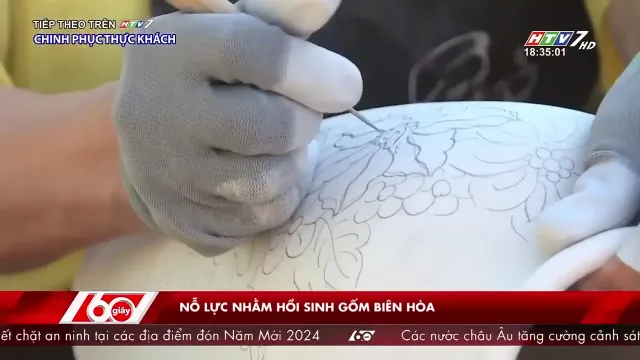 TIẾP THEO TRÊN HTV7
CHINH PHỤC THỰC KHÁCH
HTV7 HD
18:35:01
60 giây
NỖ LỰC NHẰM HỒI SINH GỐM BIÊN HÒA
ết chặt an ninh tại các địa điểm đón Năm Mới 2024 60 Các nước châu Âu tăng cường cảnh sát